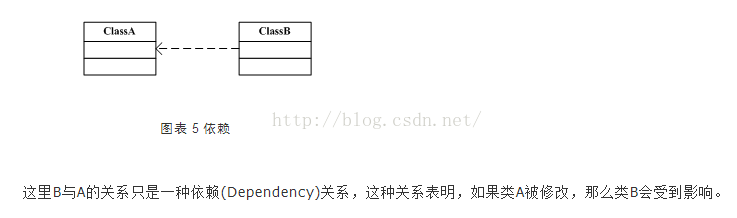 ClassA
ClassB
图表 5 依赖
http://blog.csdn.net/
这里B与A的关系只是一种依赖(Dependency)关系，这种关系表明，如果类A被修改，那么类B会受到影响。